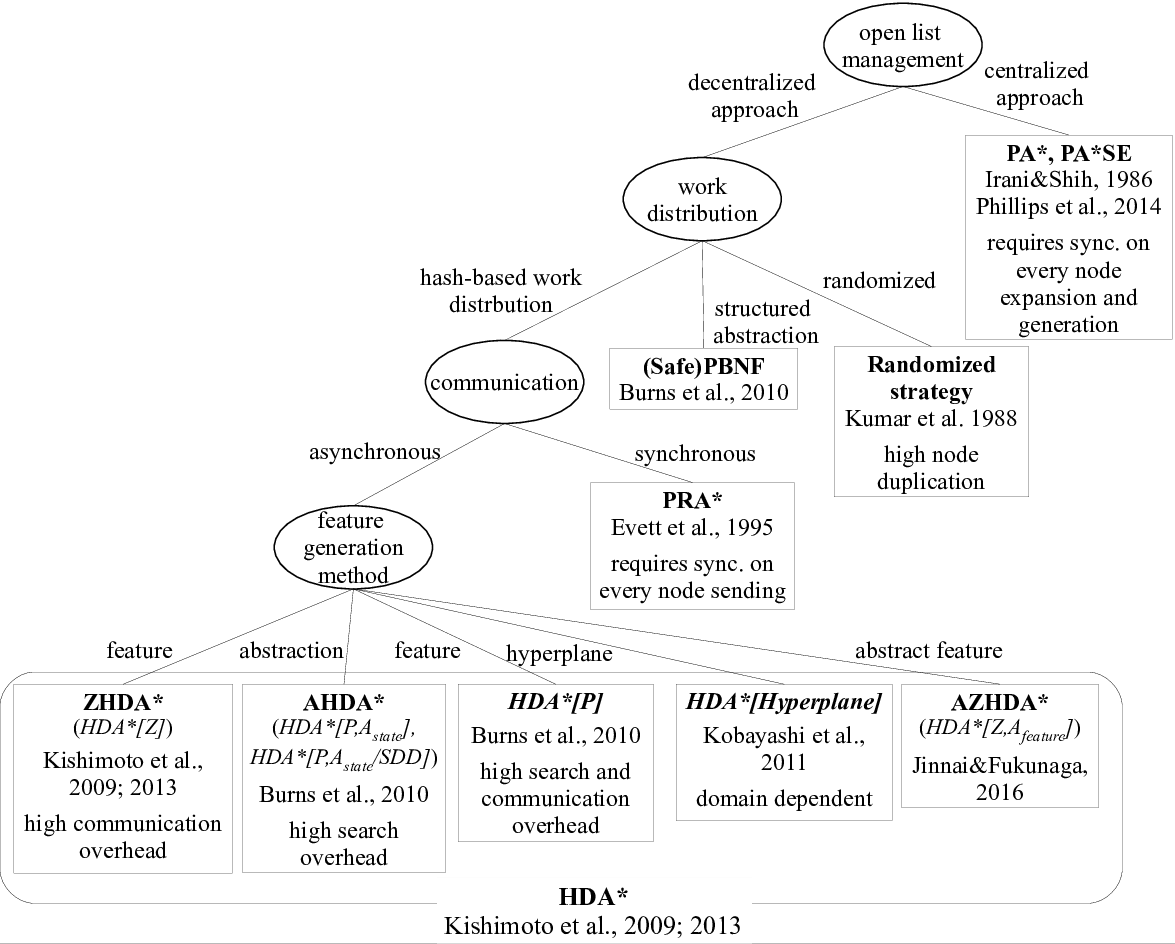 open list
management
decentralized
approach
centralized
approach
PA*, PA*SE
Irani&Shih, 1986
Phillips et al., 2014
requires sync. on
every node
expansion and
generation
work
distribution
hash-based work
distrbution
structured
abstraction
randomized
(Safe)PBNF
Burns et al., 2010
Randomized
strategy
Kumar et al. 1988
high node
duplication
communication
asynchronous
synchronous
PRA*
Evett et al., 1995
requires sync. on
every node sending
feature
generation
method
feature
abstraction
feature
hyperplane
abstract feature
ZHDA*
(HDA*[Z])
Kishimoto et al.,
2009; 2013
high communication
overhead
AHDA*
(HDA*[P,Astate],
HDA*[P,Astate/SDD])
Burns et al., 2010
high search
overhead
HDA*[P]
Burns et al., 2010
high search and
communication
overhead
HDA*[Hyperplane]
Kobayashi et al.,
2011
domain dependent
AZHDA*
(HDA*[Z,Afeature])
Jinnai&Fukunaga,
2016
HDA*
Kishimoto et al., 2009; 2013